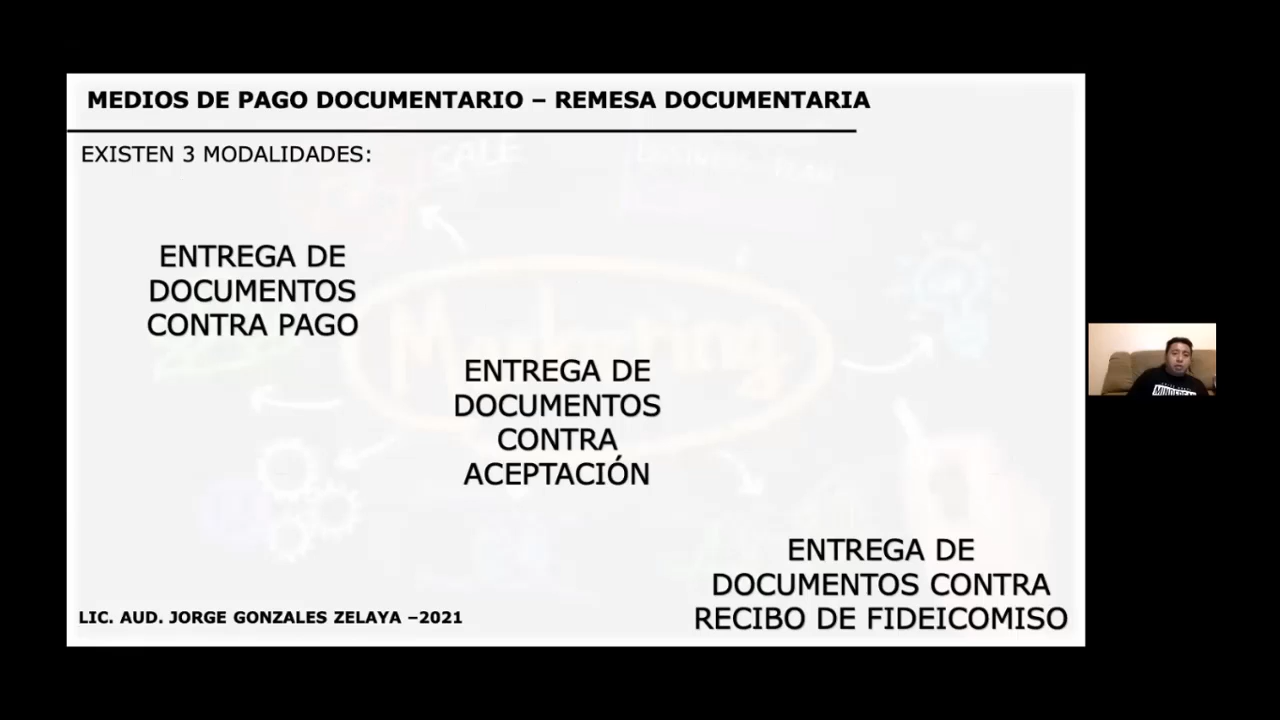 MEDIOS DE PAGO DOCUMENTARIO – REMESA DOCUMENTARIA
EXISTEN 3 MODALIDADES:
ENTREGA DE
DOCUMENTOS
CONTRA PAGO
ENTREGA DE
DOCUMENTOS
CONTRA
ACEPTACIÓN
ENTREGA DE
DOCUMENTOS CONTRA
RECIBO DE FIDEICOMISO
LIC. AUD. JORGE GONZALES ZELAYA –2021
Marketing